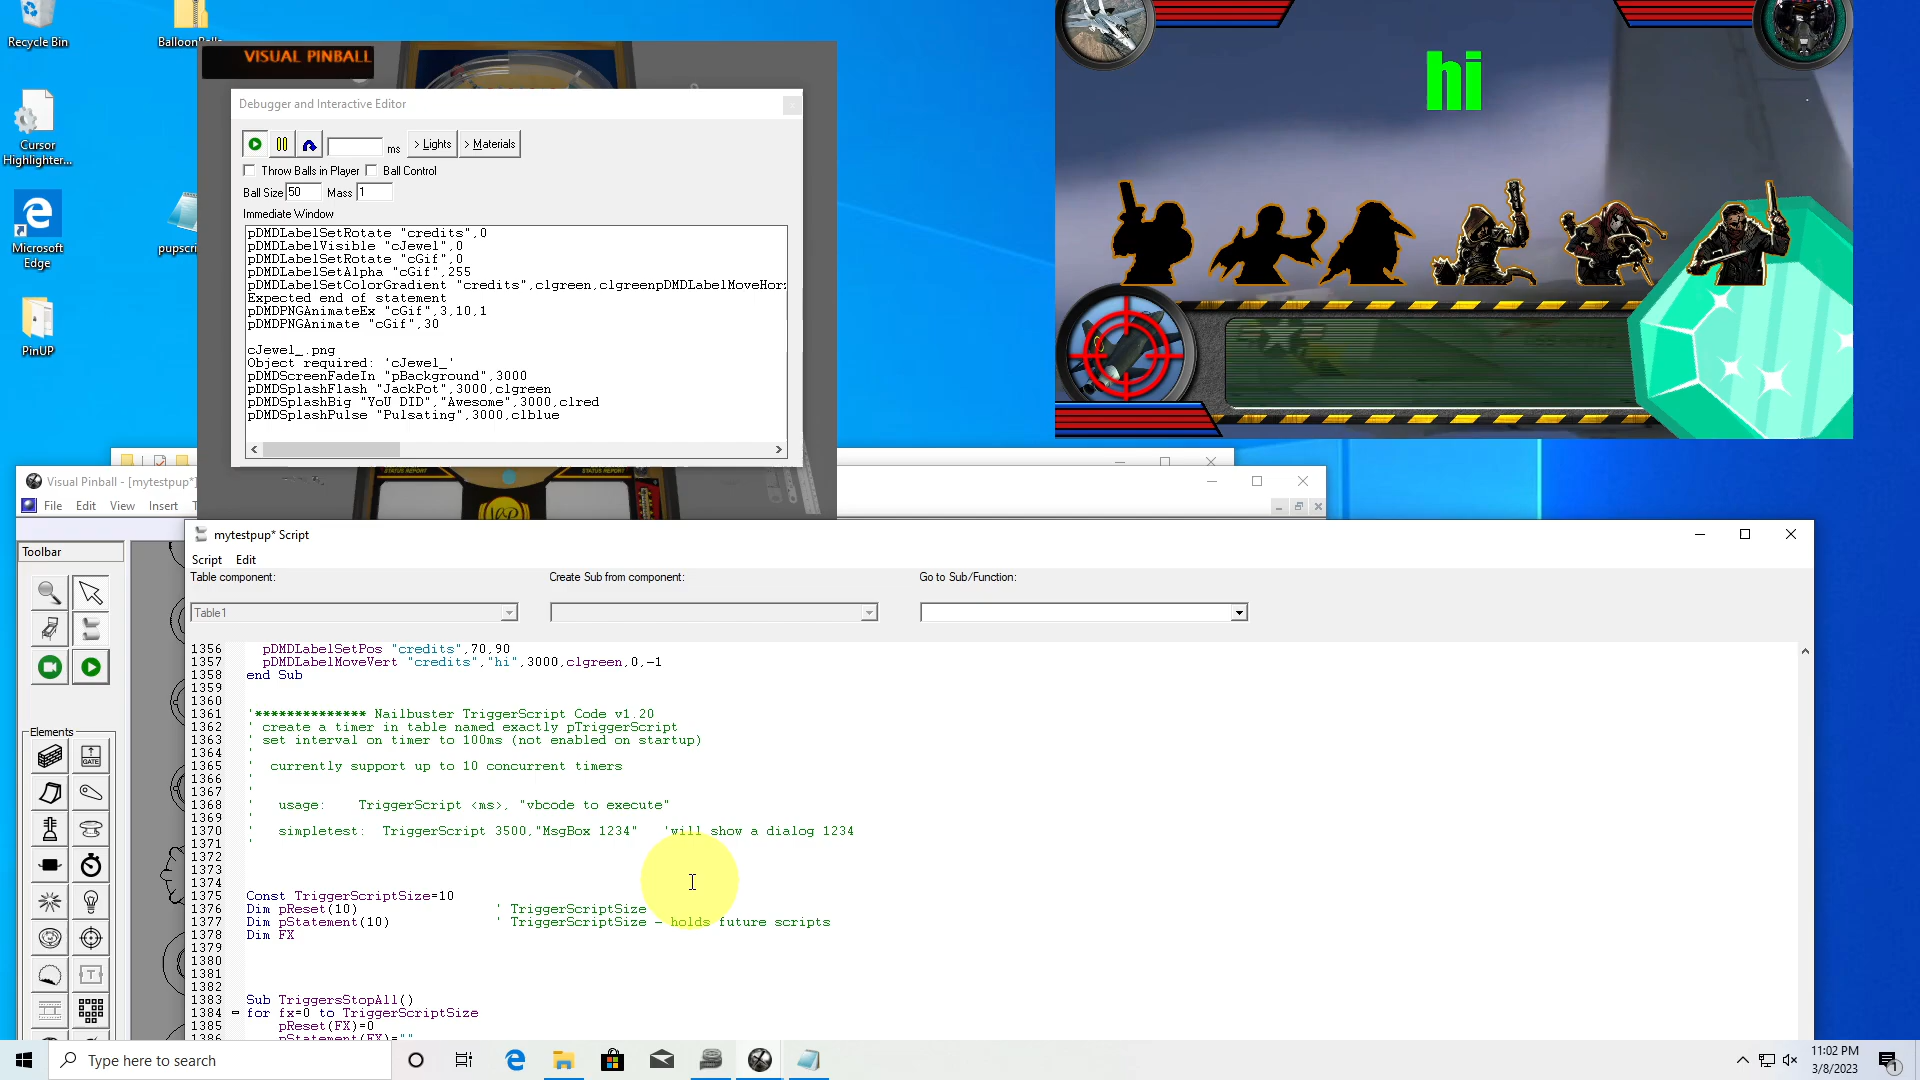 Recycle Bin
Cursor
Highlighter...
Microsoft
Edge
pupscri
PinUP
VISUAL PINBALL
Debugger and Interactive Editor
ms
> Lights
> Materials
Throw Balls in Player
Ball Control
Ball Size 50
Mass 1
Immediate Window
pDMDLabelSetRotate "credits",0
pDMDLabelVisible "cJewel",0
pDMDLabelSetRotate "cGif",0
pDMDLabelSetAlpha "cGif",255
pDMDLabelSetColorGradient "credits",clgreen,clgreenpDMDLabelMoveHor
Expected end of statement
pDMDPNGAnimateEx "cGif",3,10,1
pDMDPNGAnimate "cGif",30
cJewel_.png
Object required: 'cJewel_'
pDMDScreenFadeIn "pBackground",3000
pDMDSplashFlash "JackPot",3000,clgreen
pDMDSplashBig "YoU DID","Awesome",3000,clred
pDMDSplashPulse "Pulsating",3000,clblue
hi
STATUS REPORT
STATUS REPORT
Visual Pinball - [mytestpup*]
File Edit View Insert T
Toolbar
Elements
GATE
T
mytestpup* Script
Script Edit
Table component:
Create Sub from component:
Go to Sub/Function:
Table1
1356 pDMDLabelSetPos "credits",70,90
1357 pDMDLabelMoveVert "credits","hi",3000,clgreen,0,-1
1358 end Sub
1359
1360
1361 '************** Nailbuster TriggerScript Code v1.20
1362 ' create a timer in table named exactly pTriggerScript
1363 ' set interval on timer to 100ms (not enabled on startup)
1364 '
1365 ' currently support up to 10 concurrent timers
1366 '
1367 '
1368 ' usage: TriggerScript <ms>, "vbcode to execute"
1369 '
1370 ' simpletest: TriggerScript 3500,"MsgBox 1234" 'will show a dialog 1234
1371 '
1372
1373
1374
1375 Const TriggerScriptSize=10
1376 Dim pReset(10) ' TriggerScriptSize
1377 Dim pStatement(10) ' TriggerScriptSize - holds future scripts
1378 Dim FX
1379
1380
1381
1382
1383 Sub TriggersStopAll()
1384 for fx=0 to TriggerScriptSize
1385 pReset(FX)=0
1386 pStatement(FX)=""
Type here to search
11:02 PM
3/8/2023
1